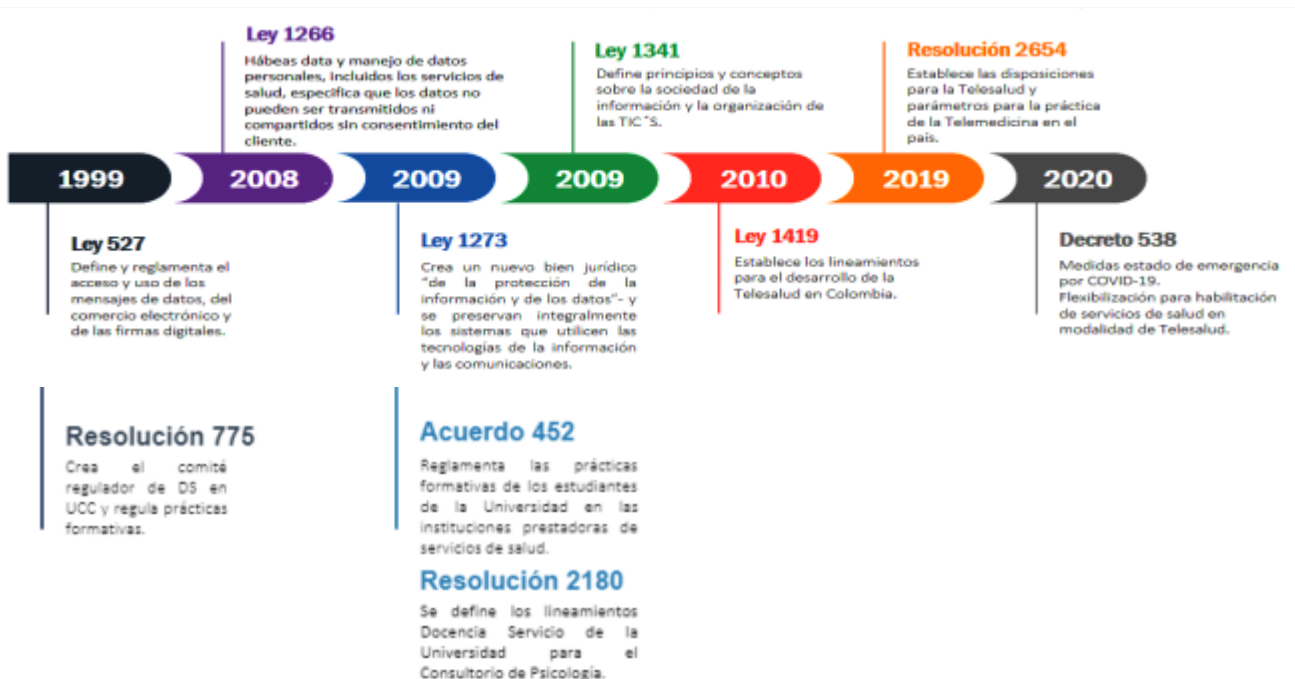 Ley 1266
Hábeas data y manejo de datos
personales, incluidos los servicios de
salud, especifica que los datos no
pueden ser transmitidos ni
compartidos sin consentimiento del
cliente.
Ley 1341
Define principios y conceptos
sobre la sociedad de la
información y la organización de
las TIC´S.
Resolución 2654
Establece las disposiciones
para la Telesalud y
parámetros para la práctica
de la Telemedicina en el
país.
1999
2008
2009
2009
2010
2019
2020
Ley 527
Define y reglamenta el
acceso y uso de los
mensajes de datos, del
comercio electrónico y
de las firmas digitales.
Ley 1273
Crea un nuevo bien jurídico
"de la protección de la
información y de los datos"- y
se preservan integralmente
los sistemas que utilicen las
tecnologías de la información
y las comunicaciones.
Ley 1419
Establece los lineamientos
para el desarrollo de la
Telesalud en Colombia.
Decreto 538
Medidas estado de emergencia
por COVID-19.
Flexibilización para habilitación
de servicios de salud en
modalidad de Telesalud.
Resolución 775
Crea el comité
regulador de DS en
UCC y regula prácticas
formativas.
Acuerdo 452
Reglamenta las prácticas
formativas de los estudiantes
de la Universidad en las
instituciones prestadoras de
servicios de salud.
Resolución 2180
Se define los lineamientos
Docencia Servicio de la
Universidad para el
Consultorio de Psicología.